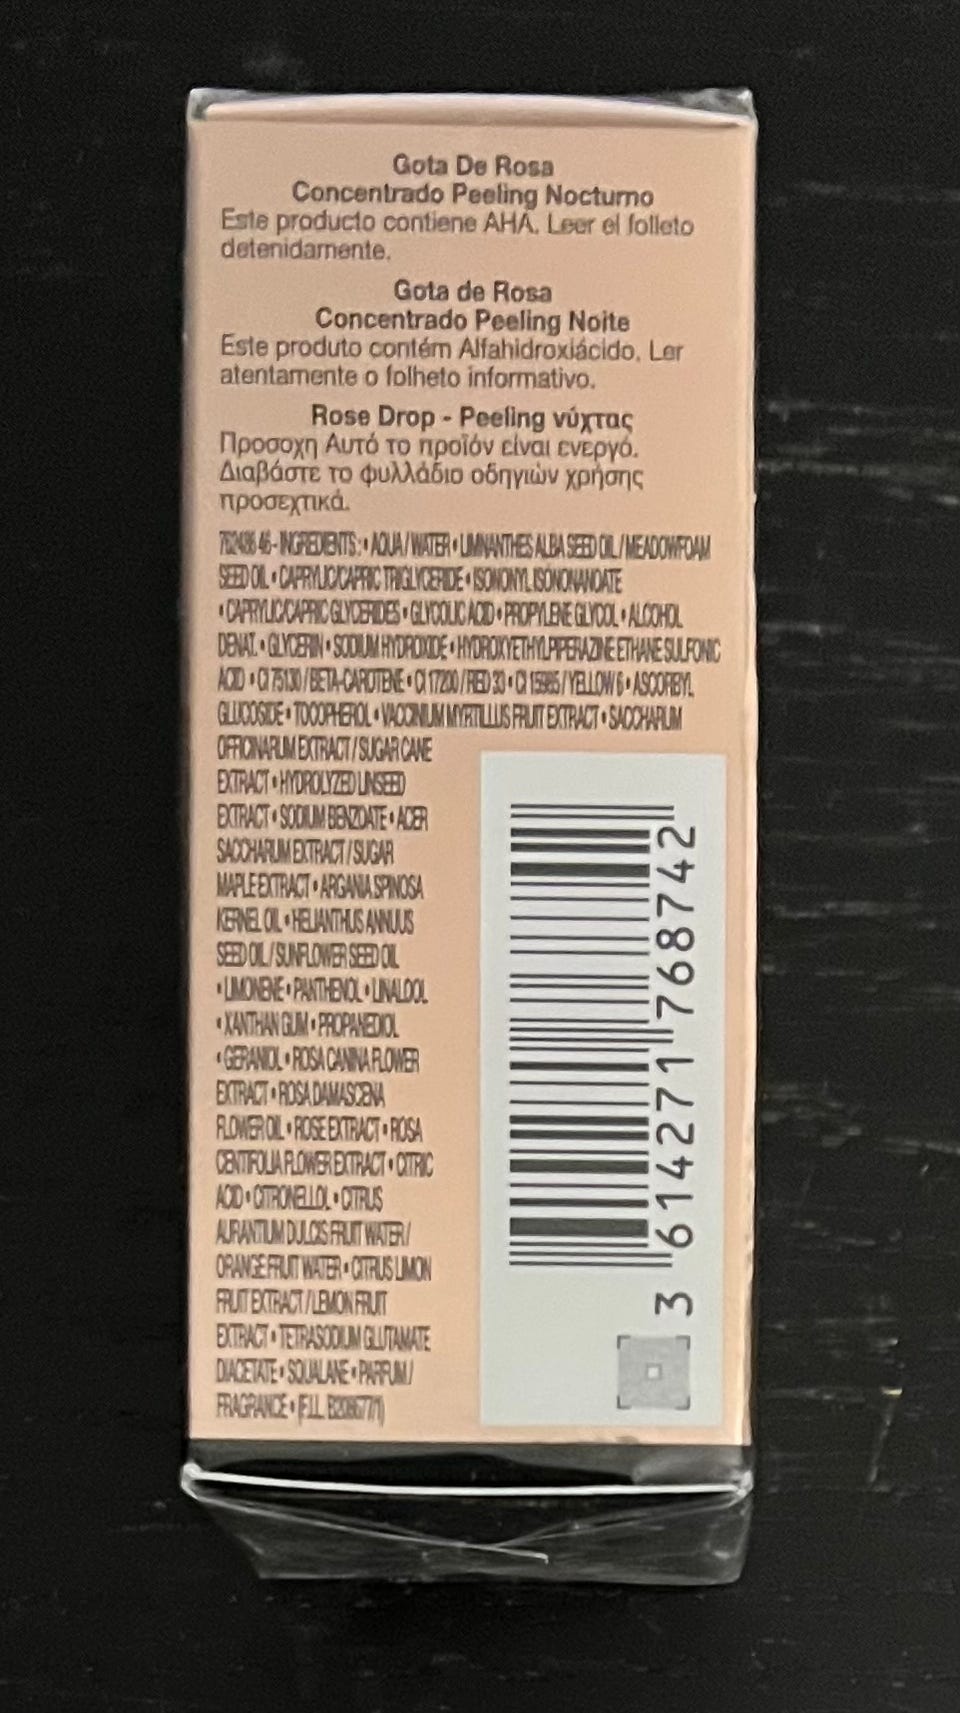 Gota De Rosa
Concentrado Peeling Nocturno
Este producto contiene AHA. Leer el folleto
detenidamente.
Gota de Rosa
Concentrado Peeling Noite
Este produto contém Alfahidroxiácido. Ler
atentamente o folheto informativo.
Rose Drop - Peeling νύχτας
Προσοχη Αυτό το προϊόν είναι ενεργό.
Διαβάστε το φυλλάδιο οδηγιών χρήσης
προσεχτικά.
762486 46 - INGREDIENTS : • AQUA / WATER • LIMNANTHES ALBA SEED OIL / MEADOWFOAM
SEED OIL • CAPRYLIC/CAPRIC TRIGLYCERIDE • ISONONYL ISONONANOATE
• CAPRYLIC/CAPRIC GLYCERIDES • GLYCOLIC ACID • PROPYLENE GLYCOL • ALCOHOL
DENAT. • GLYCERIN • SODIUM HYDROXIDE • HYDROXYETHYLPIPERAZINE ETHANE SULFONIC
ACID • CI 75130 / BETA-CAROTENE • CI 17200 / RED 33 • CI 15985 / YELLOW 6 • ASCORBYL
GLUCOSIDE • TOCOPHEROL • VACCINIUM MYRTILLUS FRUIT EXTRACT • SACCHARUM
OFFICINARUM EXTRACT / SUGAR CANE
EXTRACT • HYDROLYZED LINSEED
EXTRACT • SODIUM BENZOATE • ACER
SACCHARUM EXTRACT / SUGAR
MAPLE EXTRACT • ARGANIA SPINOSA
KERNEL OIL • HELIANTHUS ANNUUS
SEED OIL / SUNFLOWER SEED OIL
• LIMONENE • PANTHENOL • LINALOOL
• XANTHAN GUM • PROPANEDIOL
• GERANIOL • ROSA CANINA FLOWER
EXTRACT • ROSA DAMASCENA
FLOWER OIL • ROSE EXTRACT • ROSA
CENTIFOLIA FLOWER EXTRACT • CITRIC
ACID • CITRONELLOL • CITRUS
AURANTIUM DULCIS FRUIT WATER /
ORANGE FRUIT WATER • CITRUS LIMON
FRUIT EXTRACT / LEMON FRUIT
EXTRACT • TETRASODIUM GLUTAMATE
DIACETATE • SQUALANE • PARFUM /
FRAGRANCE • (F.I.L. B208677/1)
3 614271 768742